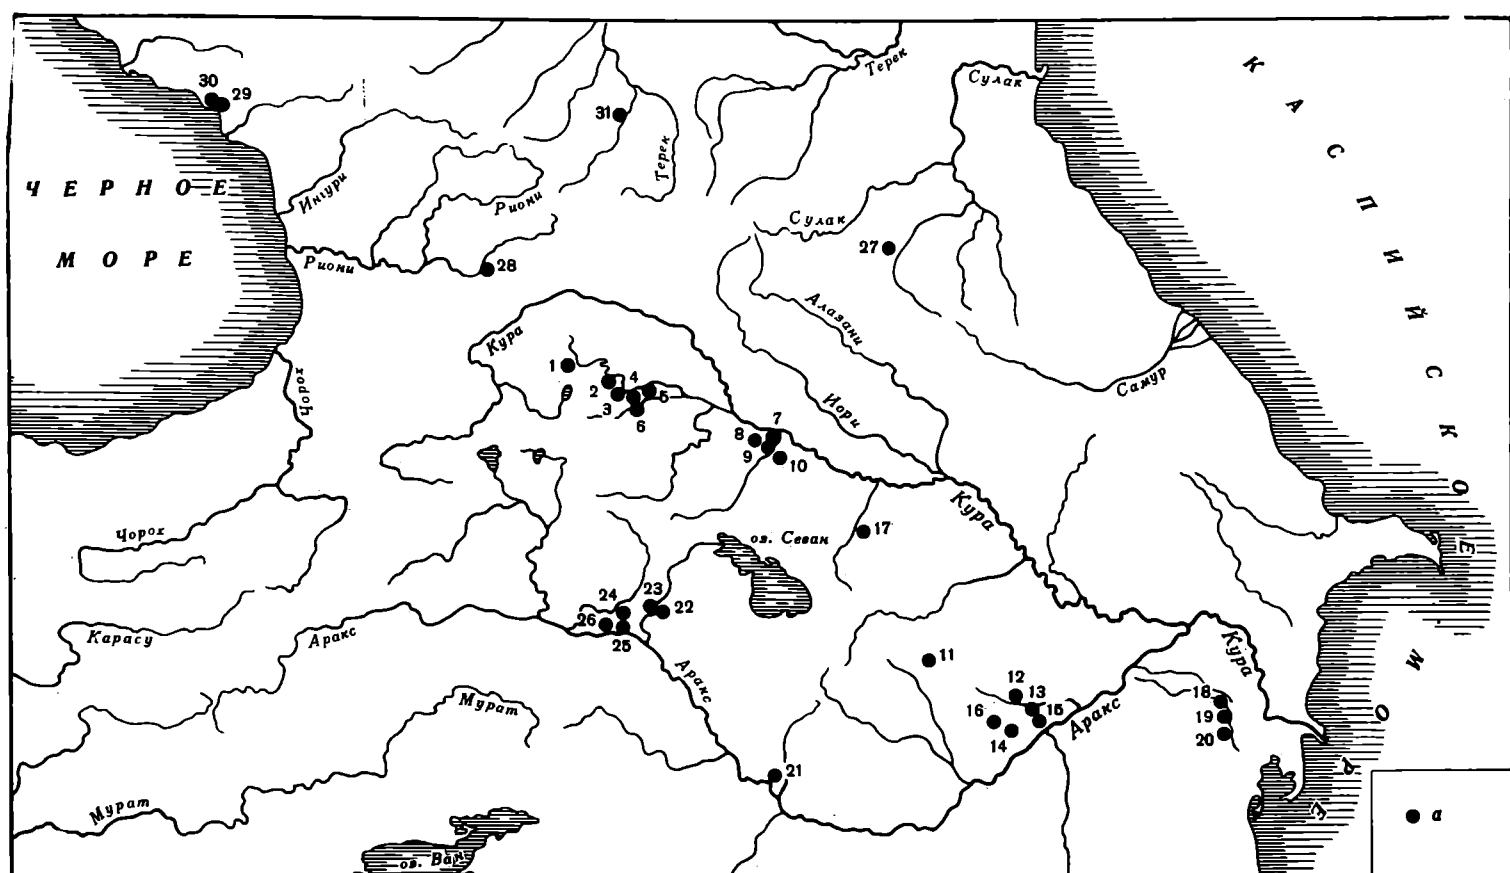 Терек
Сулак
КАСПИЙСКОЕ МОРЕ
30
29
31
Терек
ЧЕРНОЕ
МОРЕ
Ингури
Риони
Сулак
27
Риони
28
Алазани
Кура
1
2
4
3
5
6
Самур
Чорох
Иори
7
8
9
10
Кура
17
Чорох
оз. Севан
24
23
22
26
25
Карасу
Аракс
Аракс
11
Кура
12
13
16
15
14
Аракс
18
19
20
Мурат
21
Мурат
оз. Ван
а